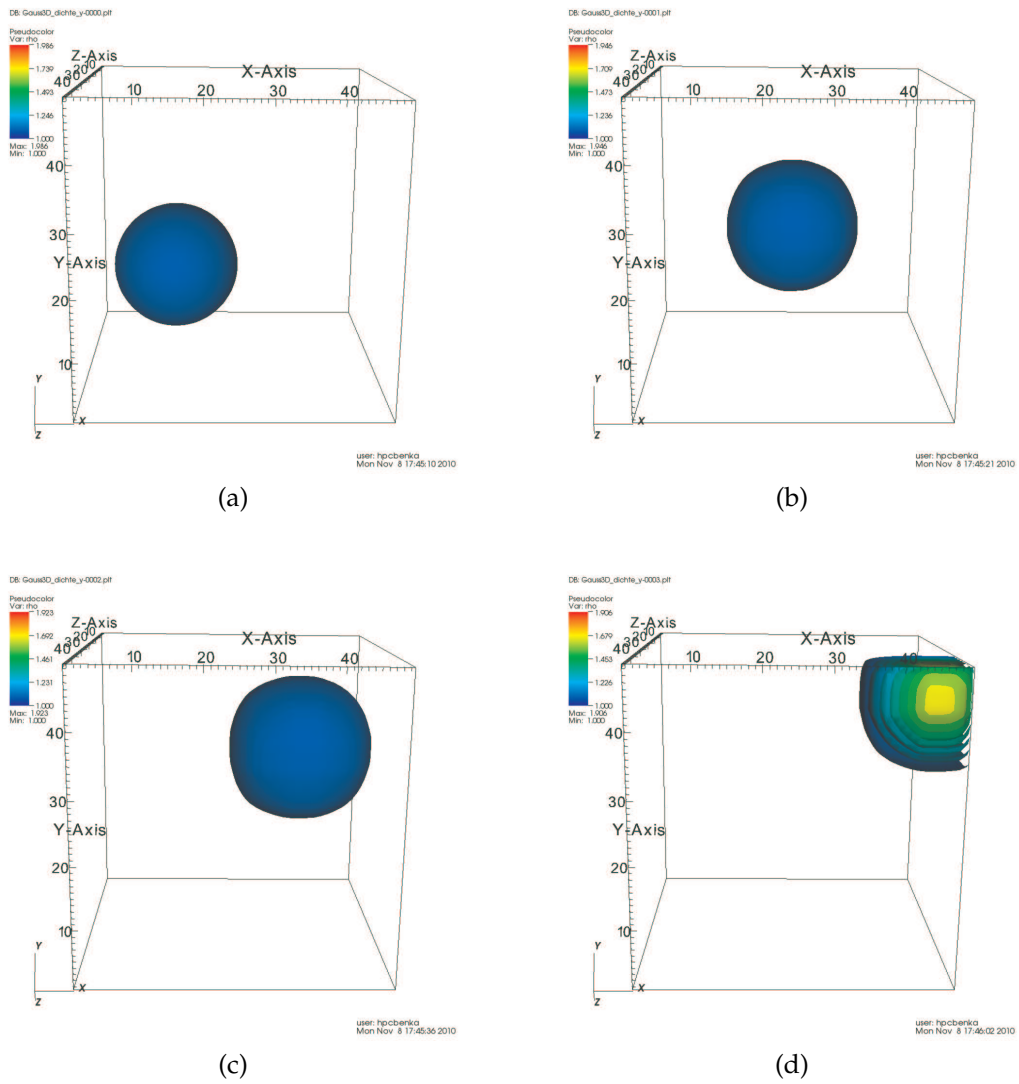 DB: Gauss3D_dichte_y-0000.plt
Pseudocolor
Var: rho
1.986
1.739
1.493
1.246
1.000
Max: 1.986
Min: 1.000
Z-Axis
X-Axis
10 20 30 40
40
30
Y-Axis
20
10
Y
X
Z
user: hpcbenka
Mon Nov 8 17:45:10 2010
(a)
DB: Gauss3D_dichte_y-0001.plt
Pseudocolor
Var: rho
1.946
1.709
1.473
1.236
1.000
Max: 1.946
Min: 1.000
Z-Axis
X-Axis
10 20 30 40
40
30
Y-Axis
20
10
Y
X
Z
user: hpcbenka
Mon Nov 8 17:45:21 2010
(b)
DB: Gauss3D_dichte_y-0002.plt
Pseudocolor
Var: rho
1.923
1.692
1.461
1.231
1.000
Max: 1.923
Min: 1.000
Z-Axis
X-Axis
10 20 30 40
40
30
Y-Axis
20
10
Y
X
Z
user: hpcbenka
Mon Nov 8 17:45:36 2010
(c)
DB: Gauss3D_dichte_y-0003.plt
Pseudocolor
Var: rho
1.906
1.679
1.453
1.226
1.000
Max: 1.906
Min: 1.000
Z-Axis
X-Axis
10 20 30 40
40
30
Y-Axis
20
10
Y
X
Z
user: hpcbenka
Mon Nov 8 17:46:02 2010
(d)